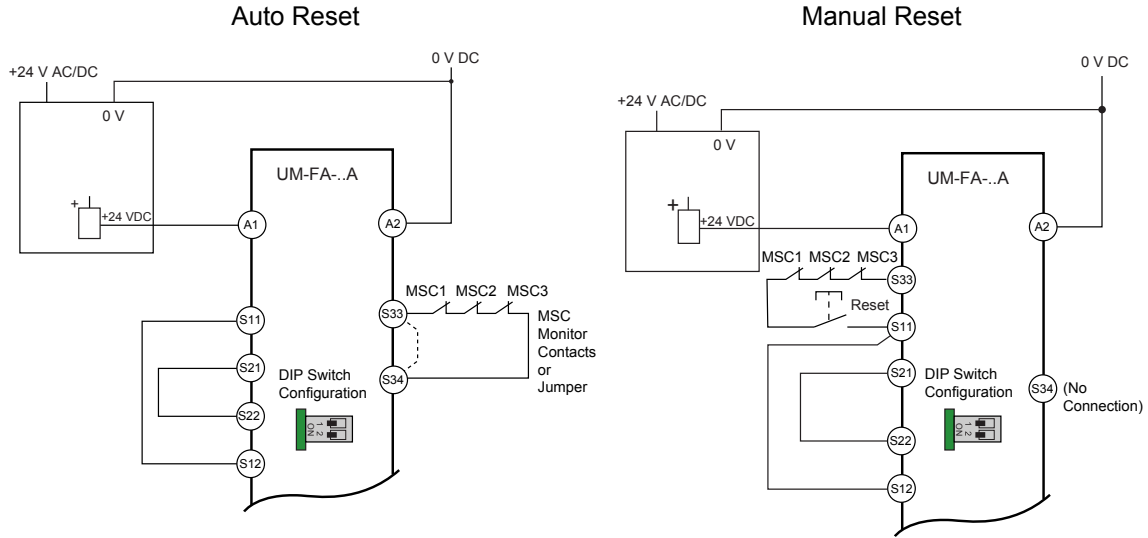 Auto Reset
+24 V AC/DC
0 V DC
0 V
UM-FA-..A
+
+24 VDC
A1
A2
MSC1 MSC2 MSC3
S11
S33
MSC
Monitor
Contacts
or
Jumper
S21
DIP Switch
Configuration
S34
S22
1 2
ON
S12
Manual Reset
0 V DC
+24 V AC/DC
0 V
UM-FA-..A
+
+24 VDC
A1
A2
MSC1 MSC2 MSC3
S33
Reset
S11
S21
DIP Switch
Configuration
S34
(No
Connection)
S22
1 2
ON
S12